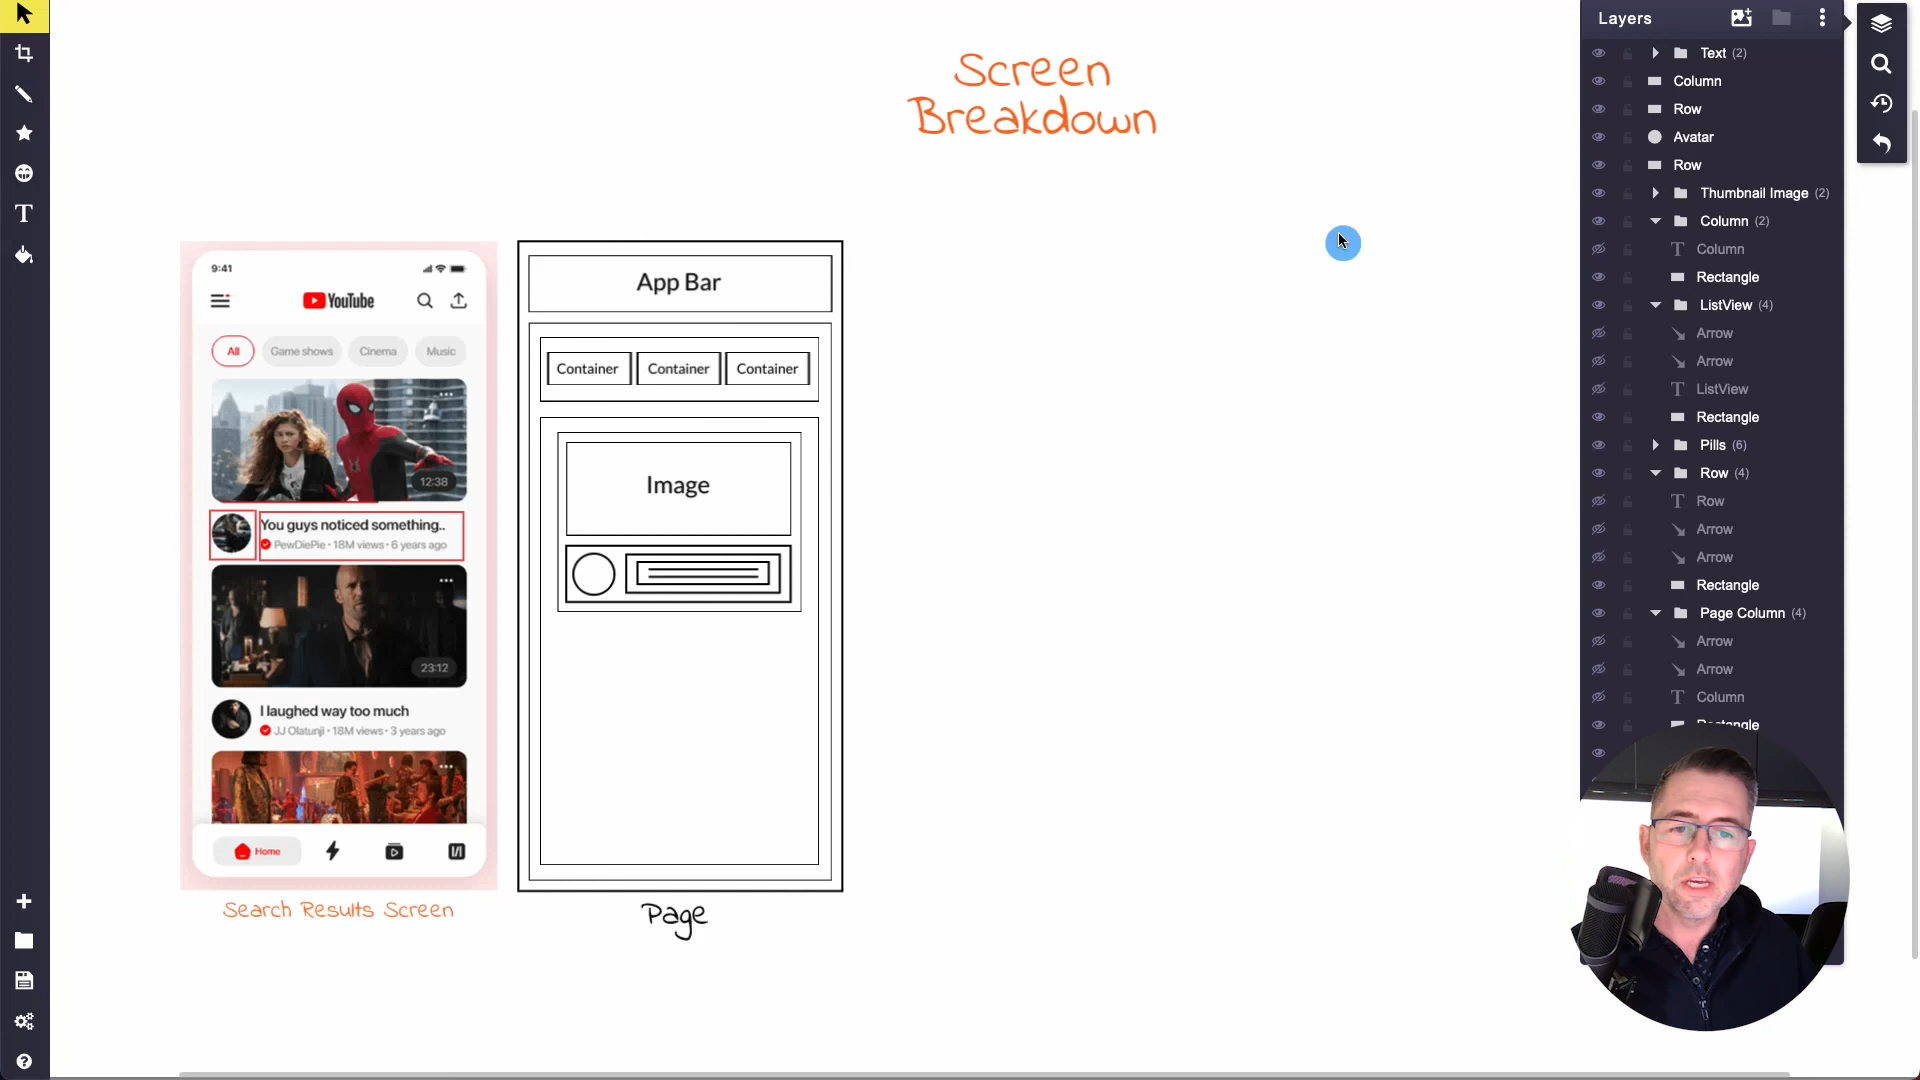 Screen
Breakdown
9:41
YouTube
All
Game shows
Cinema
Music
12:38
You guys noticed something..
PewDiePie • 18M views • 6 years ago
23:12
I laughed way too much
JJ Olatunji • 18M views • 3 years ago
Home
Search Results Screen
App Bar
Container
Container
Container
Image
Page
Layers
Text (2)
Column
Row
Avatar
Row
Thumbnail Image (2)
Column (2)
T Column
Rectangle
ListView (4)
Arrow
Arrow
T ListView
Rectangle
Pills (6)
Row (4)
T Row
Arrow
Arrow
Rectangle
Page Column (4)
Arrow
Arrow
T Column
Rectangle